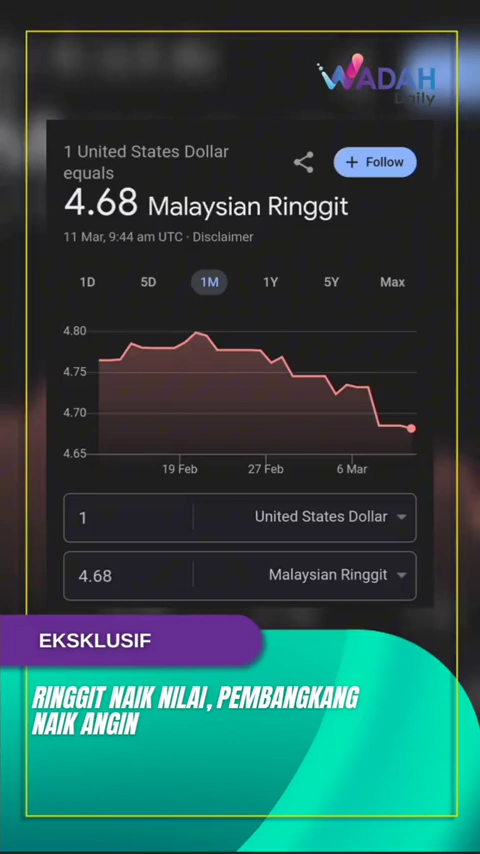 WADAH
Daily
1 United States Dollar
equals
+ Follow
4.68 Malaysian Ringgit
11 Mar, 9:44 am UTC · Disclaimer
1D 5D 1M 1Y 5Y Max
4.80
4.75
4.70
4.65
19 Feb 27 Feb 6 Mar
1 United States Dollar
4.68 Malaysian Ringgit
EKSKLUSIF
RINGGIT NAIK NILAI, PEMBANGKANG
NAIK ANGIN